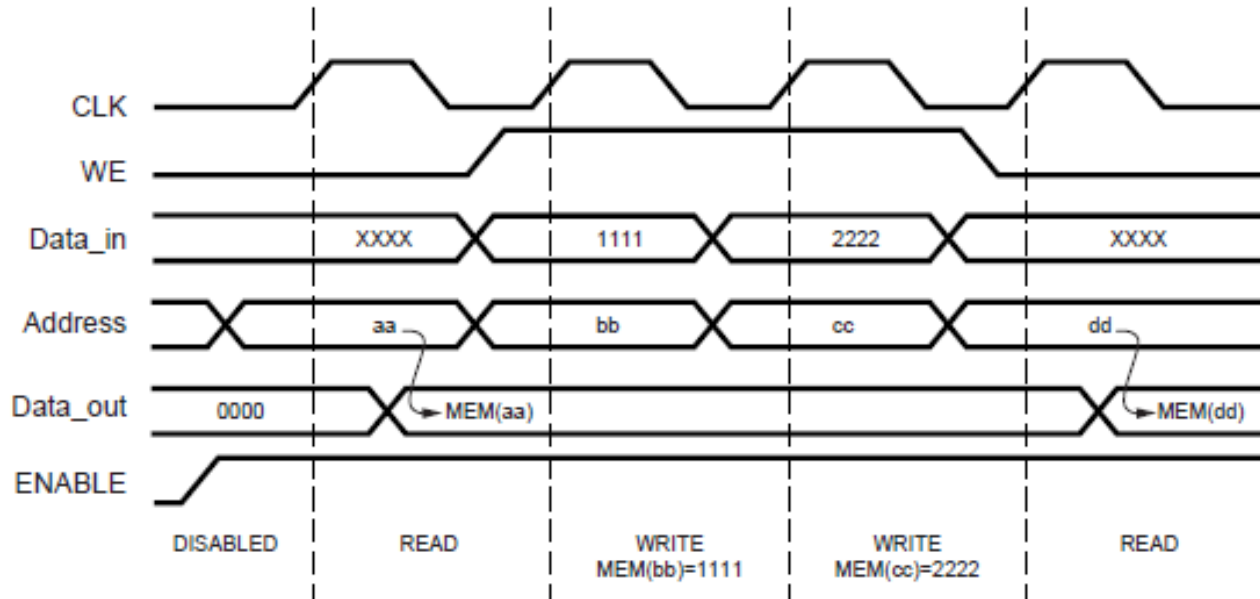 CLK
WE
Data_in XXXX 1111 2222 XXXX
Address aa bb cc dd
Data_out 0000 MEM(aa) MEM(dd)
ENABLE
DISABLED READ WRITE WRITE READ
MEM(bb)=1111 MEM(cc)=2222